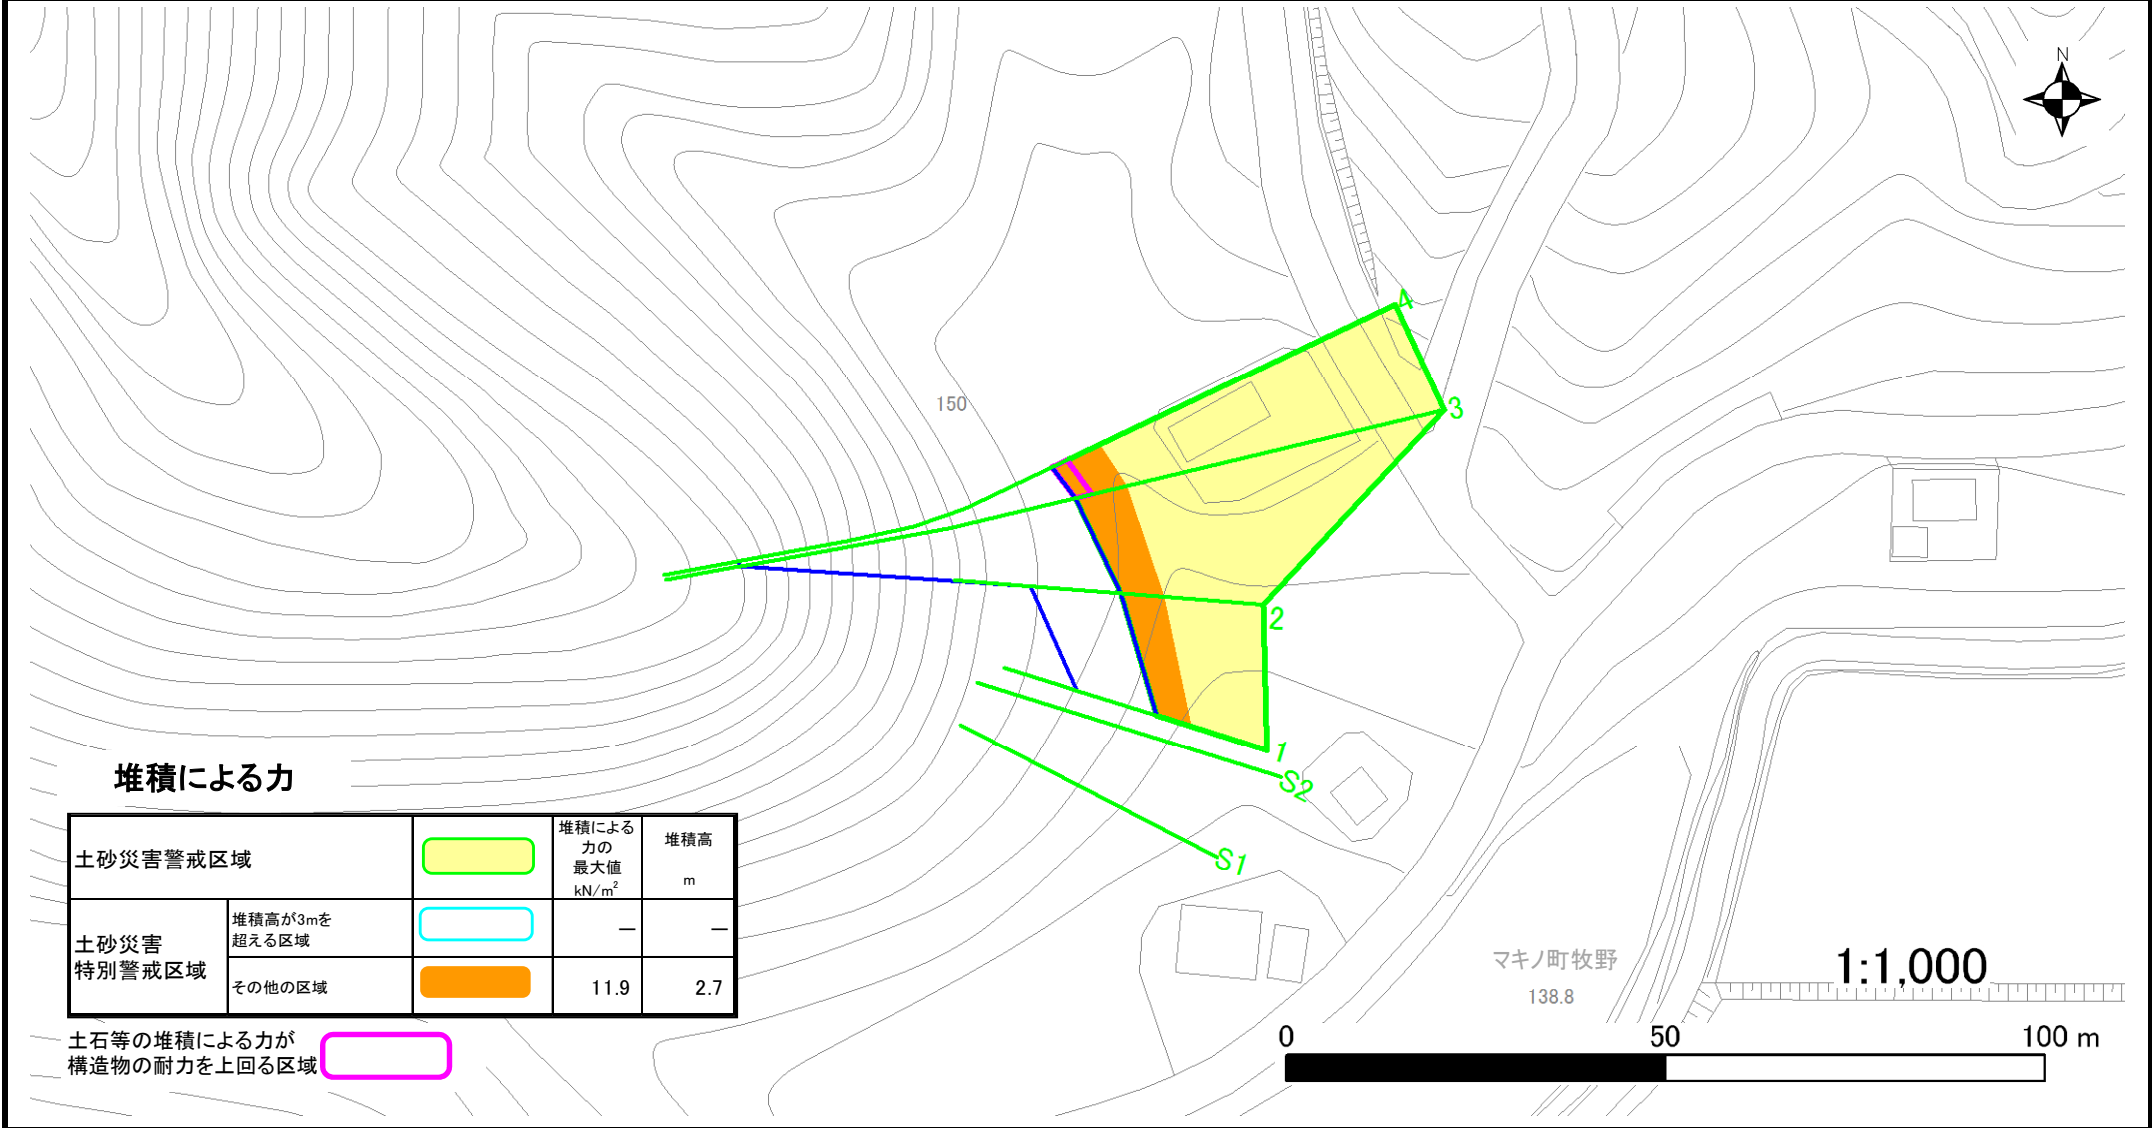 N
4
3
150
2
1
S2
S1
堆積による力
土砂災害警戒区域
堆積による
力の
最大値
kN/m²
堆積高
m
土砂災害
特別警戒区域
堆積高が3mを
超える区域
—
—
その他の区域
11.9
2.7
土石等の堆積による力が
構造物の耐力を上回る区域
マキノ町牧野
138.8
1:1,000
0
50
100 m